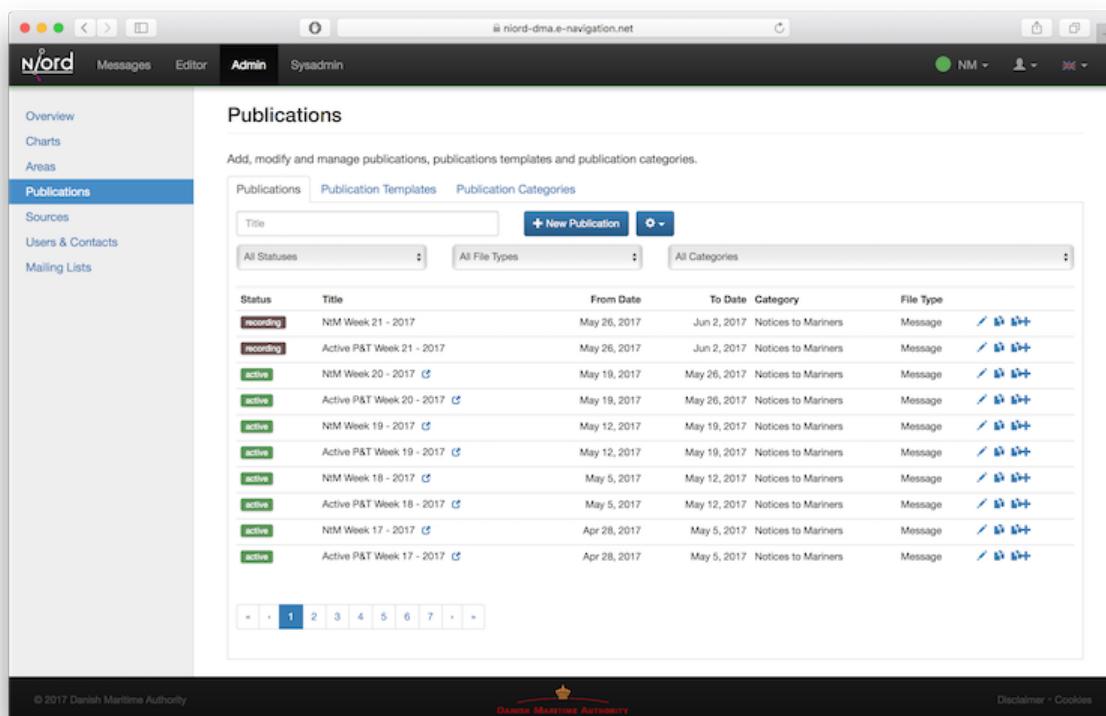 niord-dma.e-navigation.net
Niord Messages Editor Admin Sysadmin NM
Overview
Charts
Areas
Publications
Sources
Users & Contacts
Mailing Lists
Publications
Add, modify and manage publications, publications templates and publication categories.
Publications Publication Templates Publication Categories
Title New Publication
All Statuses All File Types All Categories
Status Title From Date To Date Category File Type
recording NtM Week 21 - 2017 May 26, 2017 Jun 2, 2017 Notices to Mariners Message
recording Active P&T Week 21 - 2017 May 26, 2017 Jun 2, 2017 Notices to Mariners Message
active NtM Week 20 - 2017 May 19, 2017 May 26, 2017 Notices to Mariners Message
active Active P&T Week 20 - 2017 May 19, 2017 May 26, 2017 Notices to Mariners Message
active NtM Week 19 - 2017 May 12, 2017 May 19, 2017 Notices to Mariners Message
active Active P&T Week 19 - 2017 May 12, 2017 May 19, 2017 Notices to Mariners Message
active NtM Week 18 - 2017 May 5, 2017 May 12, 2017 Notices to Mariners Message
active Active P&T Week 18 - 2017 May 5, 2017 May 12, 2017 Notices to Mariners Message
active NtM Week 17 - 2017 Apr 28, 2017 May 5, 2017 Notices to Mariners Message
active Active P&T Week 17 - 2017 Apr 28, 2017 May 5, 2017 Notices to Mariners Message
« ‹ 1 2 3 4 5 6 7 › »
© 2017 Danish Maritime Authority DANISH MARITIME AUTHORITY Disclaimer - Cookies